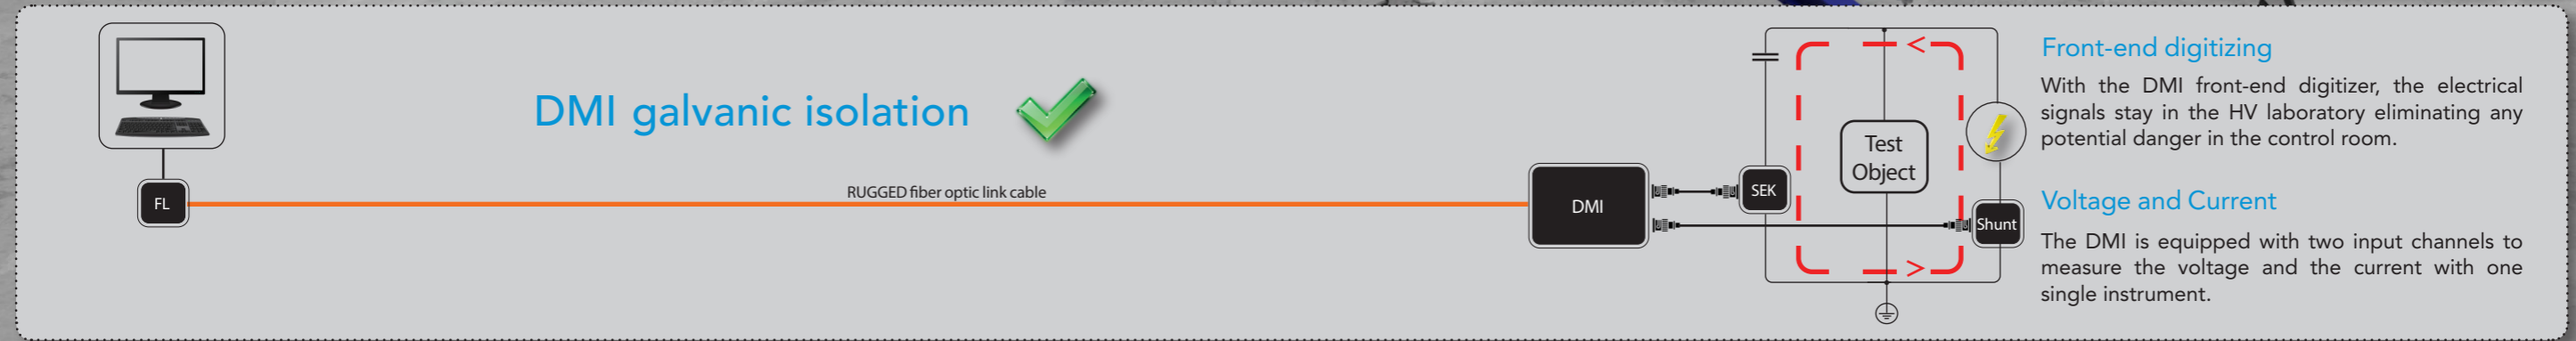 DMI galvanic isolation
FL
RUGGED fiber optic link cable
DMI
SEK
Test
Object
Shunt
Front-end digitizing
With the DMI front-end digitizer, the electrical
signals stay in the HV laboratory eliminating any
potential danger in the control room.
Voltage and Current
The DMI is equipped with two input channels to
measure the voltage and the current with one
single instrument.